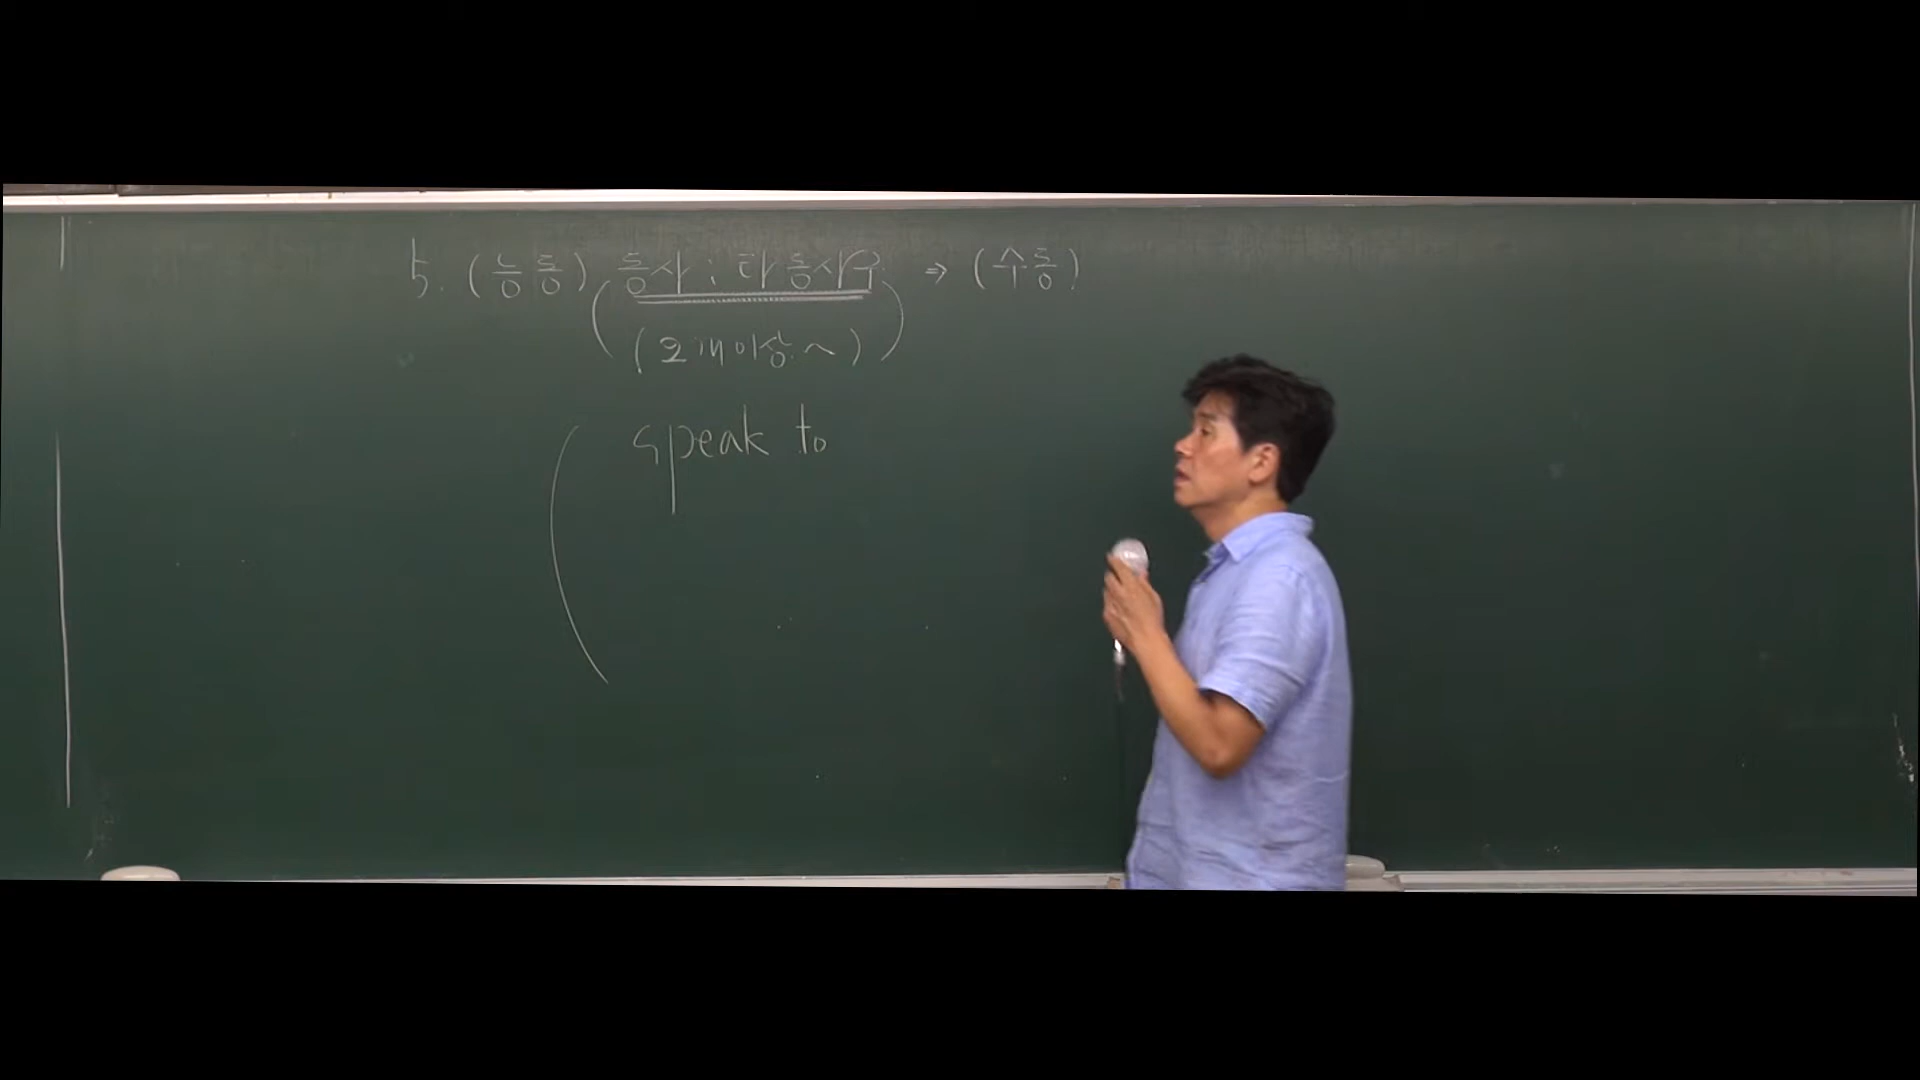 5. (능동) 동사 : 타동사구 ⇒ (수동)
(2개이상~)
speak to